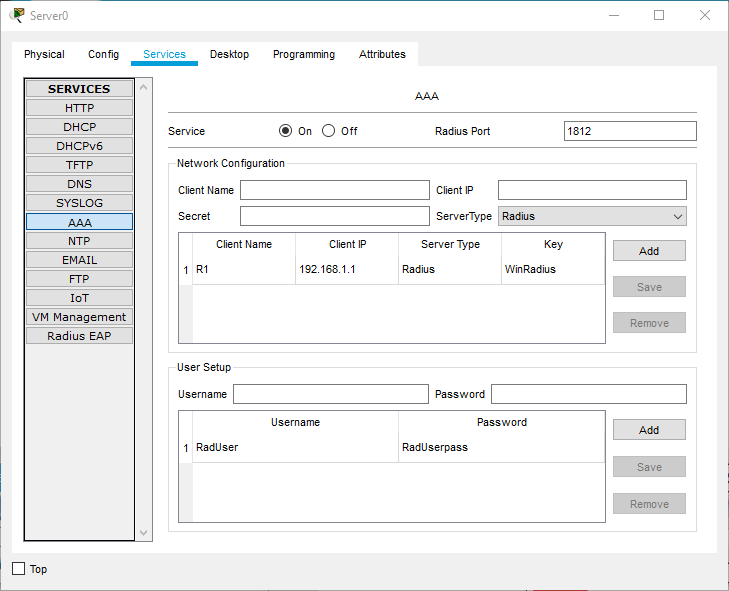 Server0
Physical Config Services Desktop Programming Attributes
SERVICES
HTTP
DHCP
DHCPv6
TFTP
DNS
SYSLOG
AAA
NTP
EMAIL
FTP
IoT
VM Management
Radius EAP
AAA
Service On Off Radius Port 1812
Network Configuration
Client Name Client IP
Secret ServerType Radius
Client Name Client IP Server Type Key
1 R1 192.168.1.1 Radius WinRadius
Add
Save
Remove
User Setup
Username Password
Username Password
1 RadUser RadUserpass
Add
Save
Remove
Top